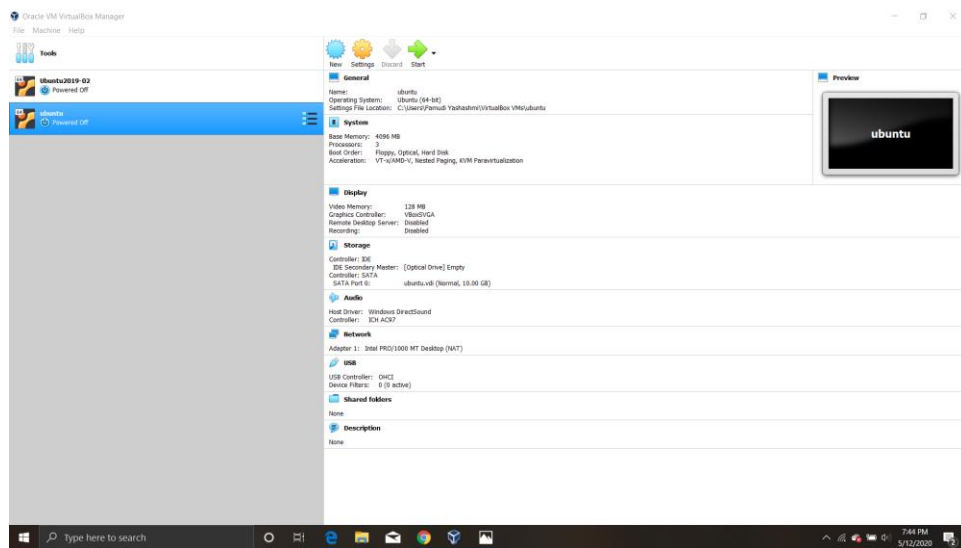 Oracle VM VirtualBox Manager
File Machine Help
Tools
Ubuntu2019-02
Powered Off
ubuntu
Powered Off
New Settings Discard Start
General
Name: ubuntu
Operating System: Ubuntu (64-bit)
Settings File Location: C:\Users\Pamudi Yashashmi\VirtualBox VMs\ubuntu
Preview
ubuntu
System
Base Memory: 4096 MB
Processors: 3
Boot Order: Floppy, Optical, Hard Disk
Acceleration: VT-x/AMD-V, Nested Paging, KVM Paravirtualization
Display
Video Memory: 128 MB
Graphics Controller: VBoxSVGA
Remote Desktop Server: Disabled
Recording: Disabled
Storage
Controller: IDE
IDE Secondary Master: [Optical Drive] Empty
Controller: SATA
SATA Port 0: ubuntu.vdi (Normal, 10.00 GB)
Audio
Host Driver: Windows DirectSound
Controller: ICH AC97
Network
Adapter 1: Intel PRO/1000 MT Desktop (NAT)
USB
USB Controller: OHCI
Device Filters: 0 (0 active)
Shared folders
None
Description
None
Type here to search
7:44 PM
5/12/2020
2